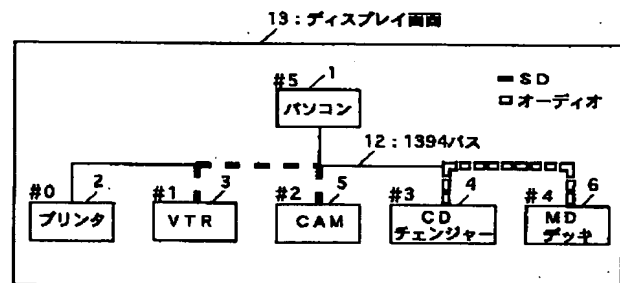 13：ディスプレイ画面
#5
1
パソコン
SD
オーディオ
12：1394バス
#0
2
プリンタ
#1
3
VTR
#2
5
CAM
#3
4
CD
チェンジャー
#4
6
MD
デッキ